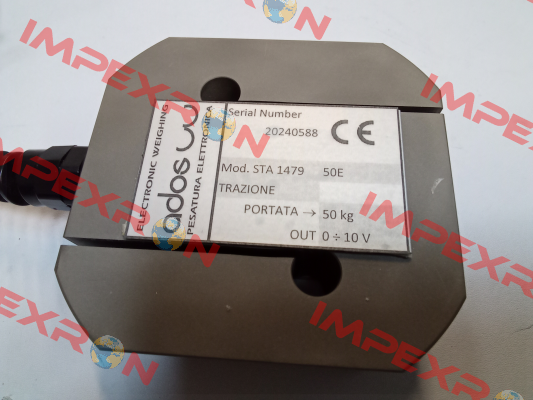 ELECTRONIC WEIGHING
ados
PESATURA ELETTRONICA
Serial Number
20240588
CE
Mod. STA 1479 50E
TRAZIONE
PORTATA → 50 kg
OUT 0 ÷ 10 V
IMPEXRON
IMPEXRON
IMPEXRON
IMPEXRON
IMPEXRON
IMPEXRON